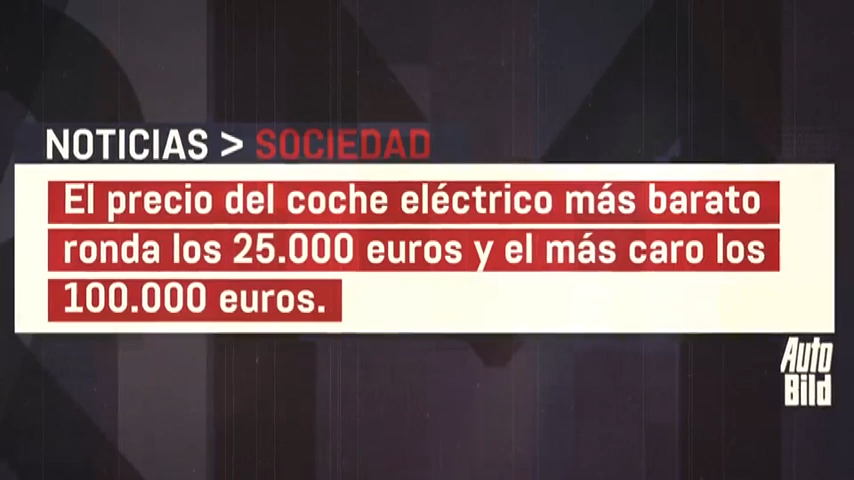 NOTICIAS > SOCIEDAD
El precio del coche eléctrico más barato
ronda los 25.000 euros y el más caro los
100.000 euros.
Auto
Bild